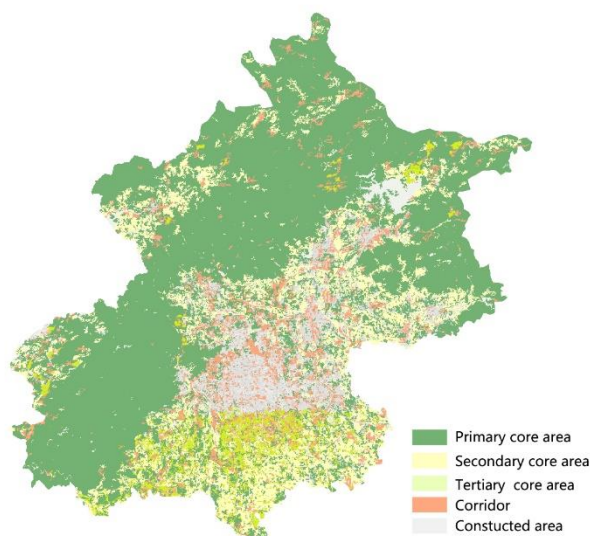 Primary core area
Secondary core area
Tertiary core area
Corridor
Constucted area